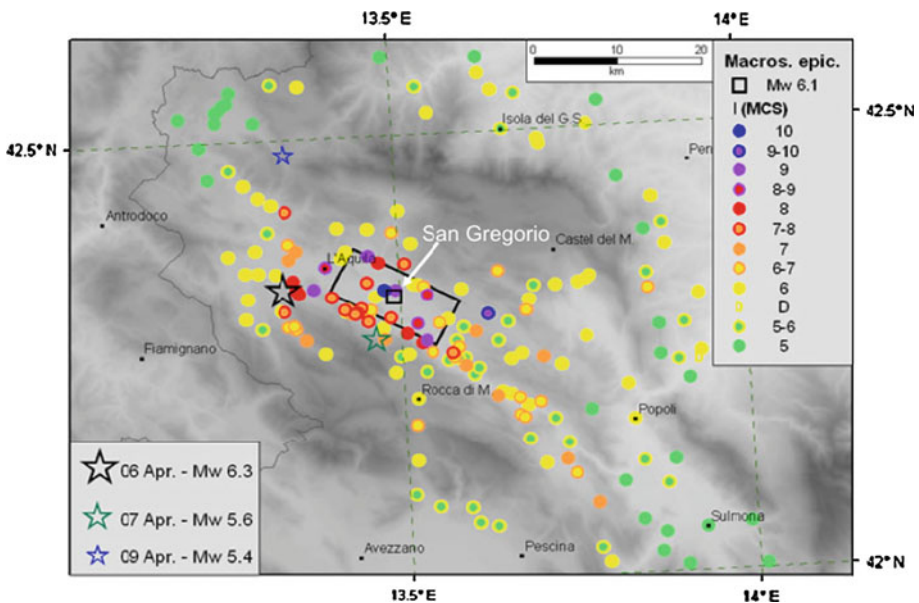 13.5° E
14° E
0 10 20
km
Macros. epic.
Mw 6.1
I (MCS)
10
9-10
9
8-9
8
7-8
7
6-7
6
D
5-6
5
42.5°N
42.5°N
Isola del G.S.
Antrodoco
San Gregorio
Castel del M.
L'Aquila
Fiamignano
Rocca di M.
Popoli
06 Apr. - Mw 6.3
07 Apr. - Mw 5.6
09 Apr. - Mw 5.4
Sulmona
Avezzano
Pescina
42°N
13.5°E
14°E